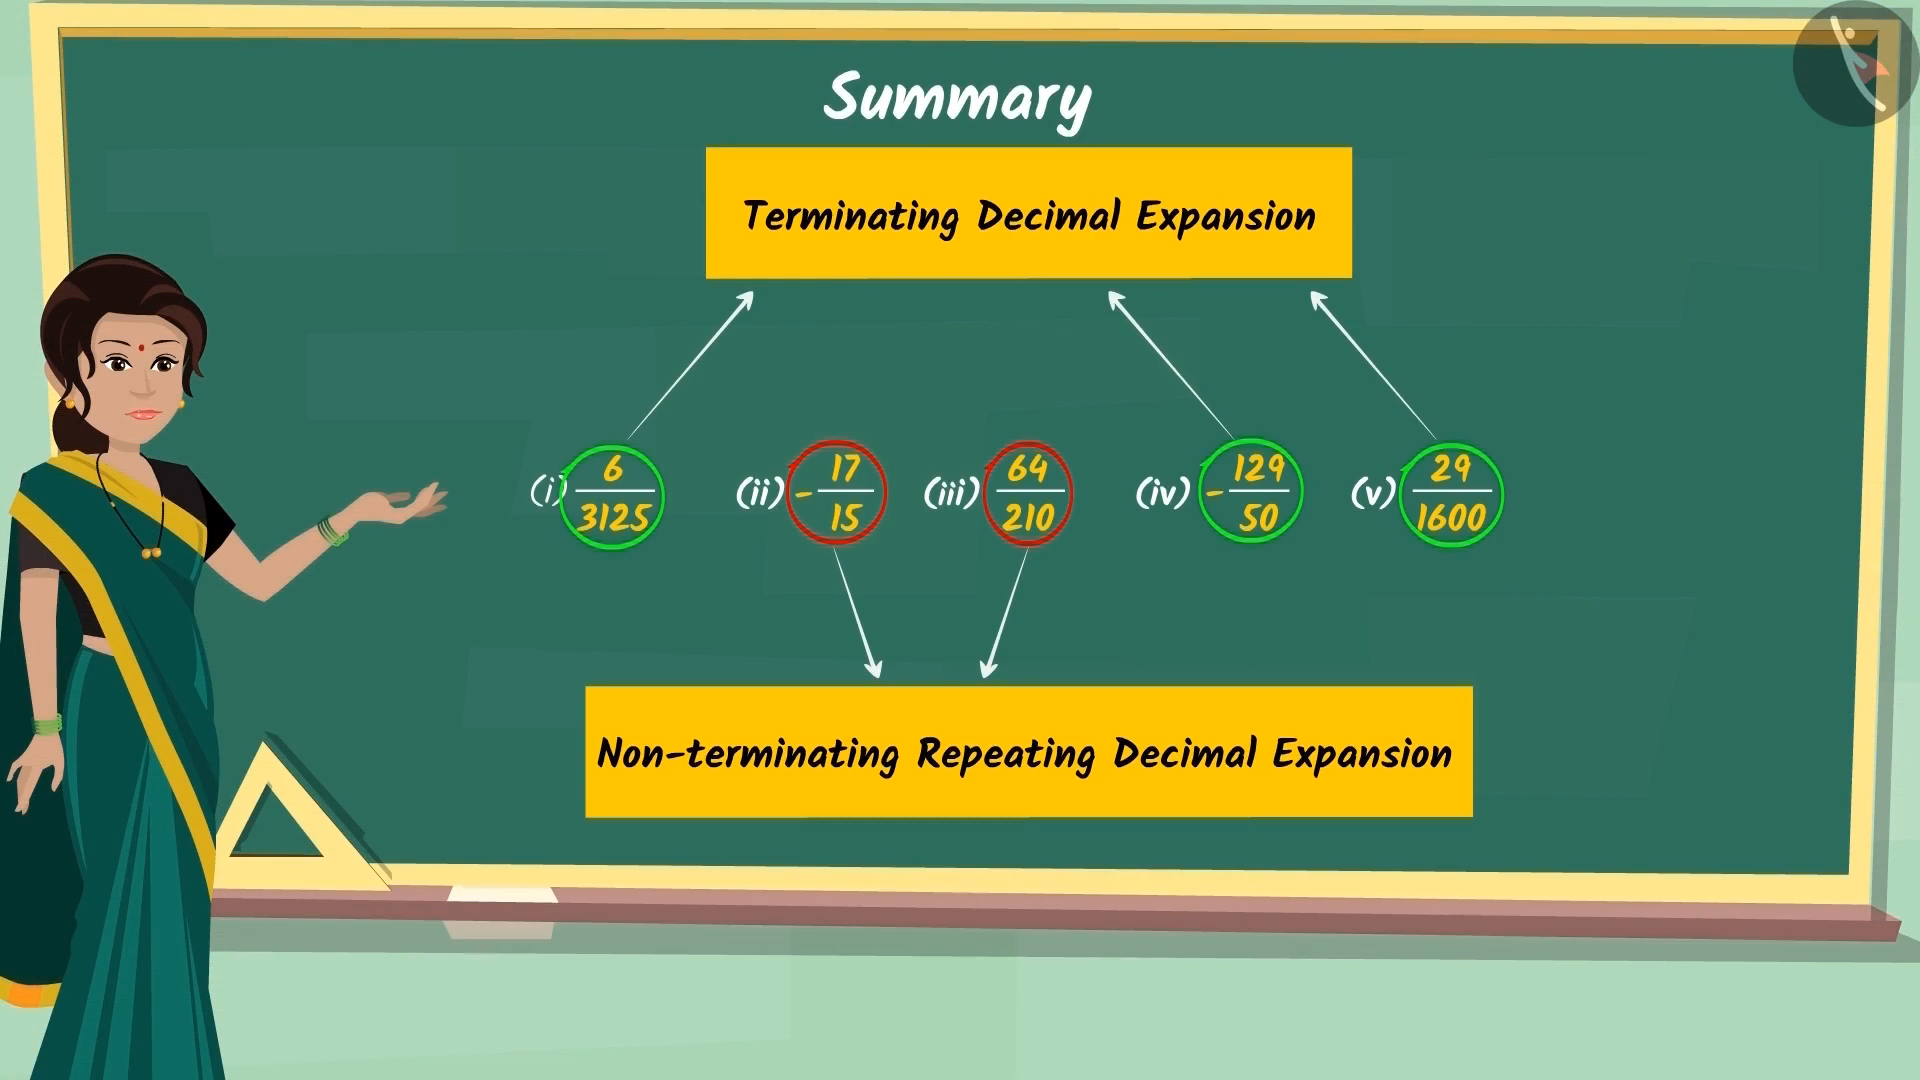 Summary
Terminating Decimal Expansion
(i) 6/3125 (ii) -17/15 (iii) 64/210 (iv) -129/50 (v) 29/1600
Non-terminating Repeating Decimal Expansion